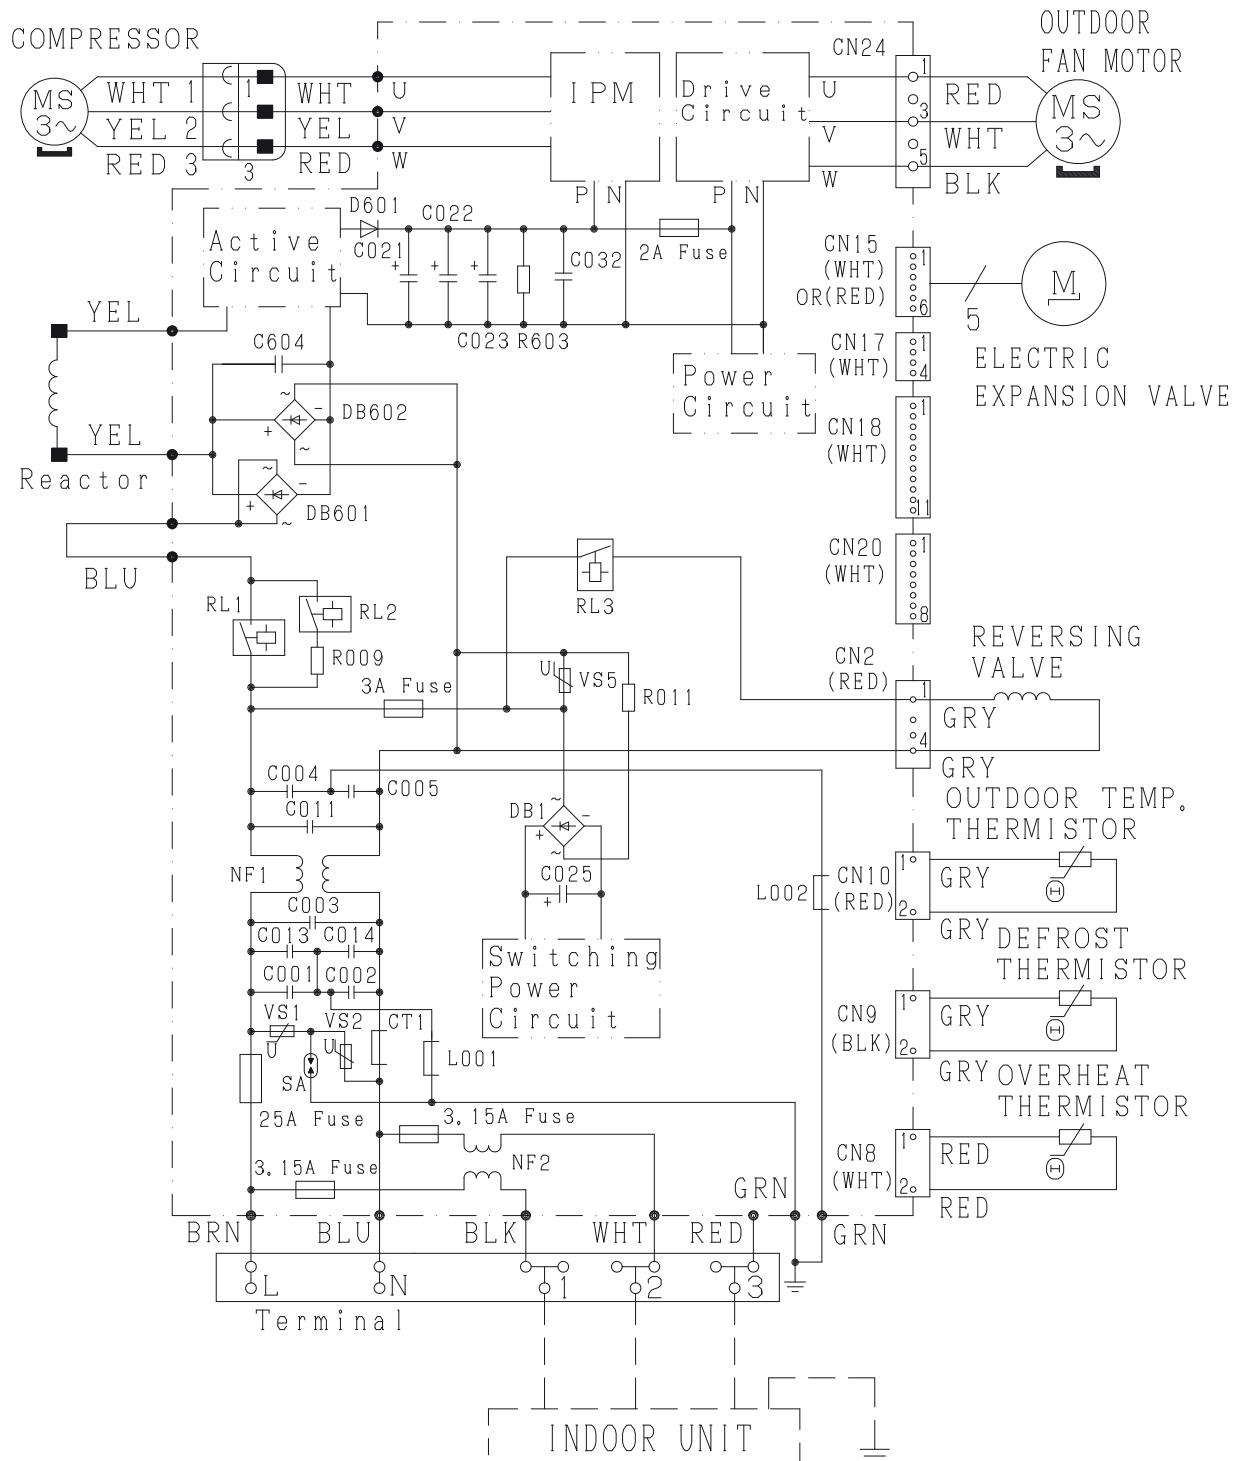 COMPRESSOR
OUTDOOR
FAN MOTOR
CN24
MS
3~
WHT 1
YEL 2
RED 3
1
3
WHT
YEL
RED
U
V
W
IPM
P N
Drive
Circuit
P N
U
V
W
1
3
5
RED
WHT
BLK
MS
3~
D601
C021
C022
C023
R603
C032
2A Fuse
Active
Circuit
CN15
(WHT)
OR(RED)
1
6
5
M
ELECTRIC
EXPANSION VALVE
CN17
(WHT)
1
4
YEL
YEL
Reactor
C604
~
-
+
~
DB602
~
-
+
~
DB601
Power
Circuit
CN18
(WHT)
1
11
BLU
CN20
(WHT)
1
8
RL1
RL2
R009
RL3
REVERSING
VALVE
CN2
(RED)
1
4
GRY
GRY
3A Fuse
U
VS5
R011
C004
C005
C011
NF1
C003
C013
C014
C001
C002
DB1
~
-
+
~
C025
+
Switching
Power
Circuit
L002
OUTDOOR TEMP.
THERMISTOR
CN10
(RED)
1
2
GRY
GRY
DEFROST
THERMISTOR
CN9
(BLK)
1
2
GRY
GRY
OVERHEAT
THERMISTOR
CN8
(WHT)
1
2
RED
RED
VS1
U
VS2
U
CT1
L001
SA
25A Fuse
3.15A Fuse
3.15A Fuse
NF2
GRN
GRN
BRN
BLU
BLK
WHT
RED
L
N
1
2
3
Terminal
INDOOR UNIT